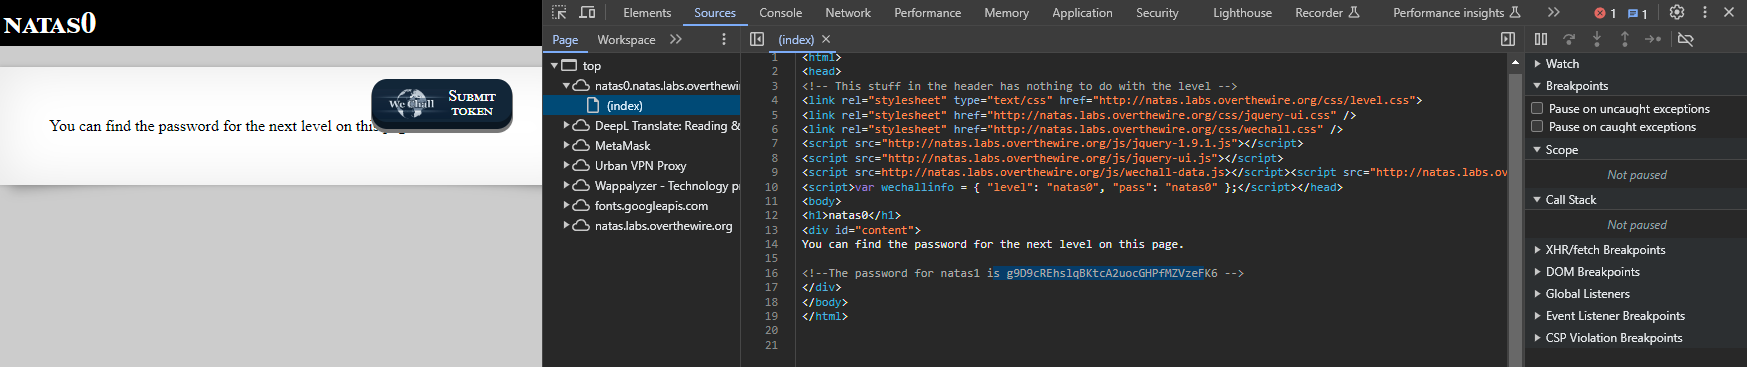 NATAS0
We Chall
SUBMIT
TOKEN
You can find the password for the next level on this
Elements Sources Console Network Performance Memory Application Security Lighthouse Recorder Performance insights 1 1
Page Workspace
(index)
top
natas0.natas.labs.overthewi
(index)
DeepL Translate: Reading &
MetaMask
Urban VPN Proxy
Wappalyzer - Technology p
fonts.googleapis.com
natas.labs.overthewire.org
1 <html>
2 <head>
3 <!-- This stuff in the header has nothing to do with the level -->
4 <link rel="stylesheet" type="text/css" href="http://natas.labs.overthewire.org/css/level.css">
5 <link rel="stylesheet" href="http://natas.labs.overthewire.org/css/jquery-ui.css" />
6 <link rel="stylesheet" href="http://natas.labs.overthewire.org/css/wechall.css" />
7 <script src="http://natas.labs.overthewire.org/js/jquery-1.9.1.js"></script>
8 <script src="http://natas.labs.overthewire.org/js/jquery-ui.js"></script>
9 <script src=http://natas.labs.overthewire.org/js/wechall-data.js></script><script src="http://natas.labs.ov
10 <script>var wechallinfo = { "level": "natas0", "pass": "natas0" };</script></head>
11 <body>
12 <h1>natas0</h1>
13 <div id="content">
14 You can find the password for the next level on this page.
15
16 <!--The password for natas1 is g9D9cREhslqBKtcA2uocGHPfMZVzeFK6 -->
17 </div>
18 </body>
19 </html>
20
21
Watch
Breakpoints
Pause on uncaught exceptions
Pause on caught exceptions
Scope
Not paused
Call Stack
Not paused
XHR/fetch Breakpoints
DOM Breakpoints
Global Listeners
Event Listener Breakpoints
CSP Violation Breakpoints